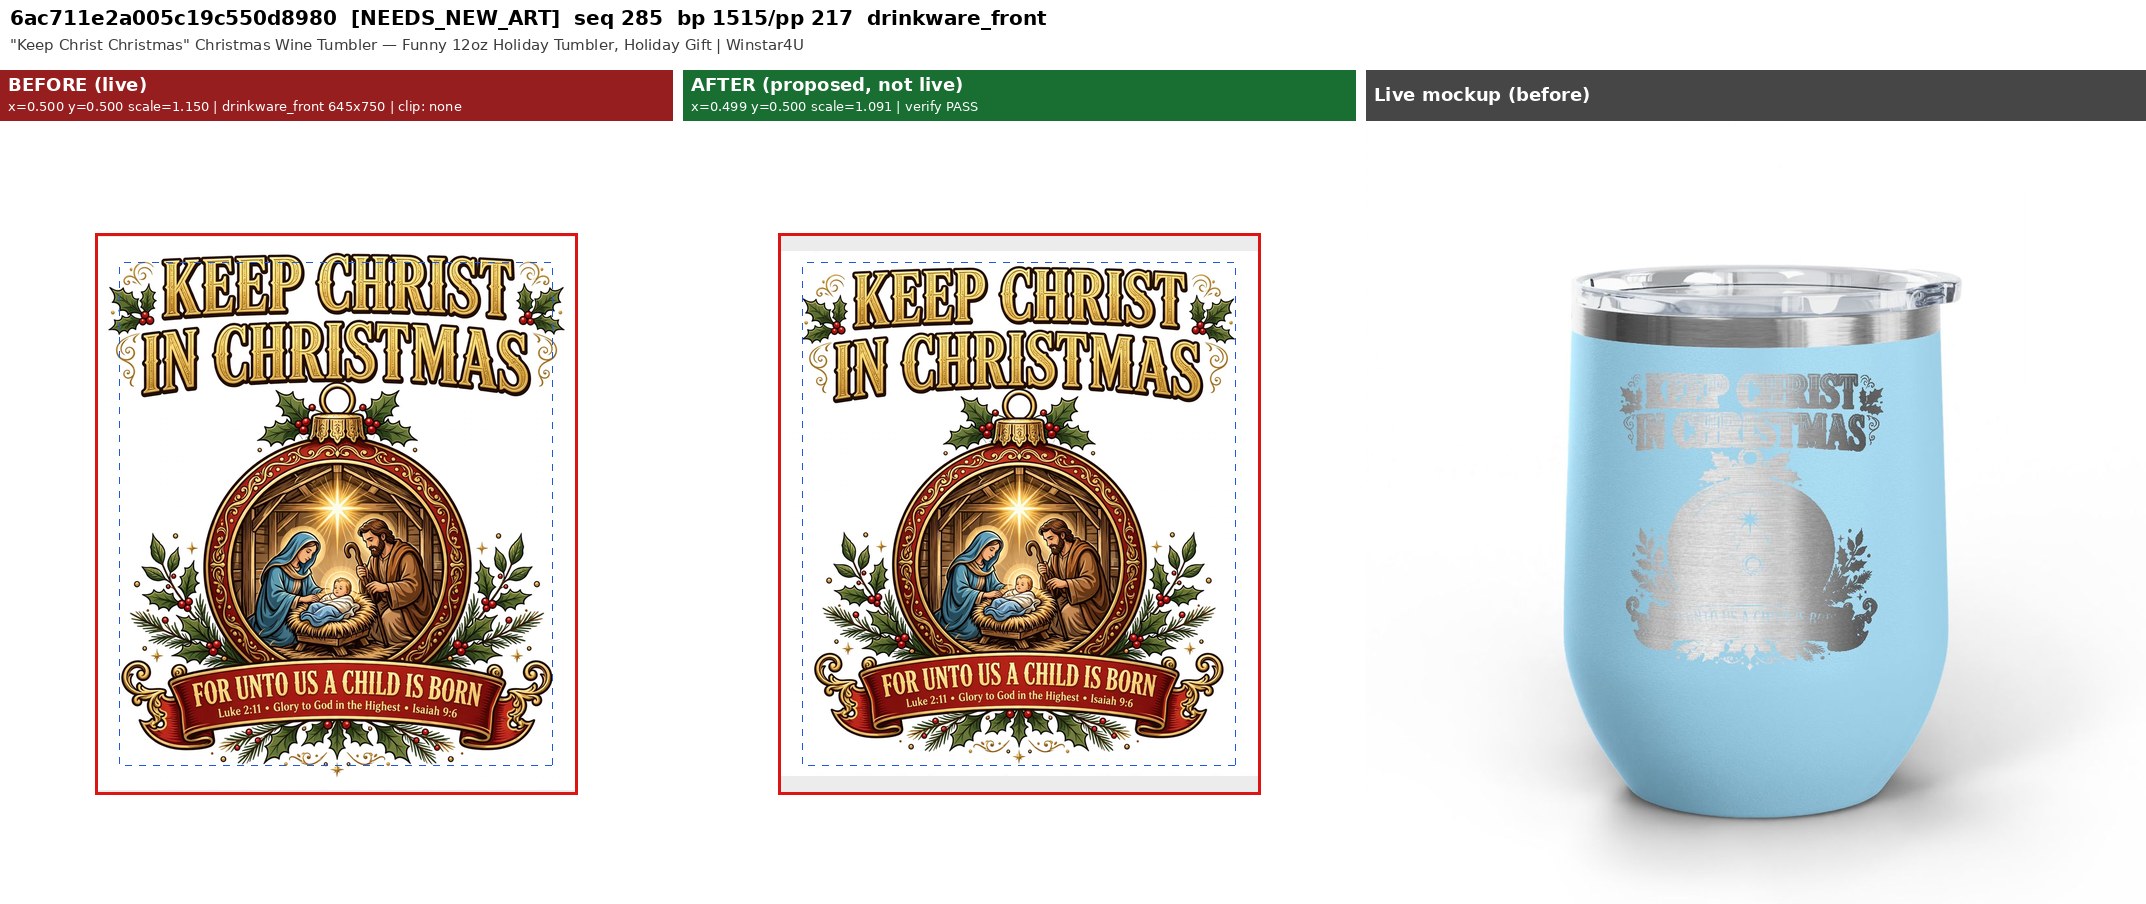 6ac711e2a005c19c550d8980 [NEEDS_NEW_ART] seq 285 bp 1515/pp 217 drinkware_front
"Keep Christ Christmas" Christmas Wine Tumbler — Funny 12oz Holiday Tumbler, Holiday Gift | Winstar4U
BEFORE (live)
x=0.500 y=0.500 scale=1.150 | drinkware_front 645x750 | clip: none
KEEP CHRIST
IN CHRISTMAS
FOR UNTO US A CHILD IS BORN
Luke 2:11 • Glory to God in the Highest • Isaiah 9:6
AFTER (proposed, not live)
x=0.499 y=0.500 scale=1.091 | verify PASS
KEEP CHRIST
IN CHRISTMAS
FOR UNTO US A CHILD IS BORN
Luke 2:11 • Glory to God in the Highest • Isaiah 9:6
Live mockup (before)
KEEP CHRIST
IN CHRISTMAS
UNTO US A CHILD IS BO